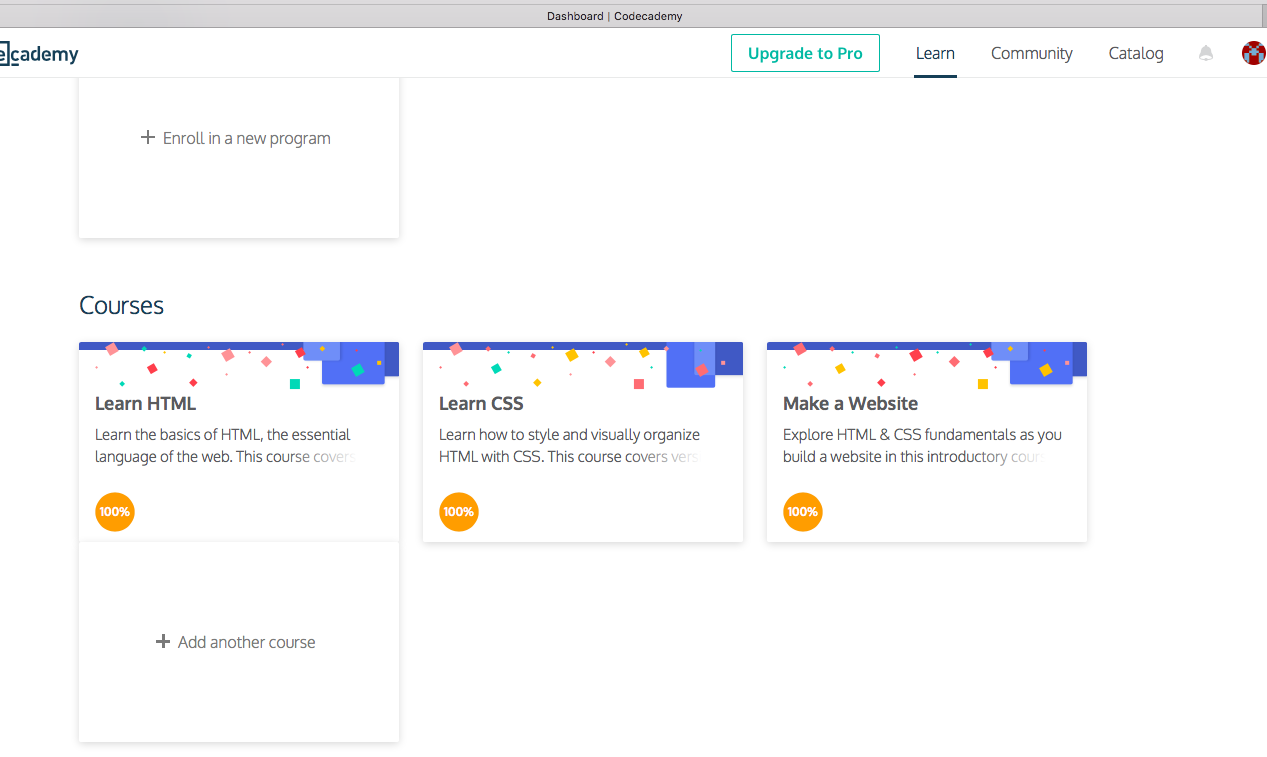 Dashboard | Codecademy
ecademy
Upgrade to Pro
Learn
Community
Catalog
+ Enroll in a new program
Courses
Learn HTML
Learn the basics of HTML, the essential
language of the web. This course covers
100%
Learn CSS
Learn how to style and visually organize
HTML with CSS. This course covers vers
100%
Make a Website
Explore HTML & CSS fundamentals as you
build a website in this introductory cour
100%
+ Add another course